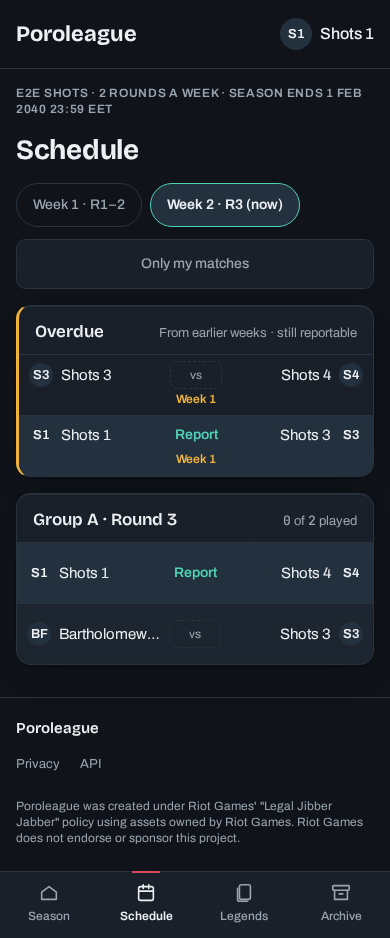 Poroleague
S1 Shots 1
E2E SHOTS · 2 ROUNDS A WEEK · SEASON ENDS 1 FEB
2040 23:59 EET
Schedule
Week 1 · R1–2 Week 2 · R3 (now)
Only my matches
Overdue From earlier weeks · still reportable
S3 Shots 3 vs Shots 4 S4
Week 1
S1 Shots 1 Report Shots 3 S3
Week 1
Group A · Round 3 0 of 2 played
S1 Shots 1 Report Shots 4 S4
BF Bartholomew... vs Shots 3 S3
Poroleague
Privacy API
Poroleague was created under Riot Games' "Legal Jibber
Jabber" policy using assets owned by Riot Games. Riot Games
does not endorse or sponsor this project.
Season Schedule Legends Archive